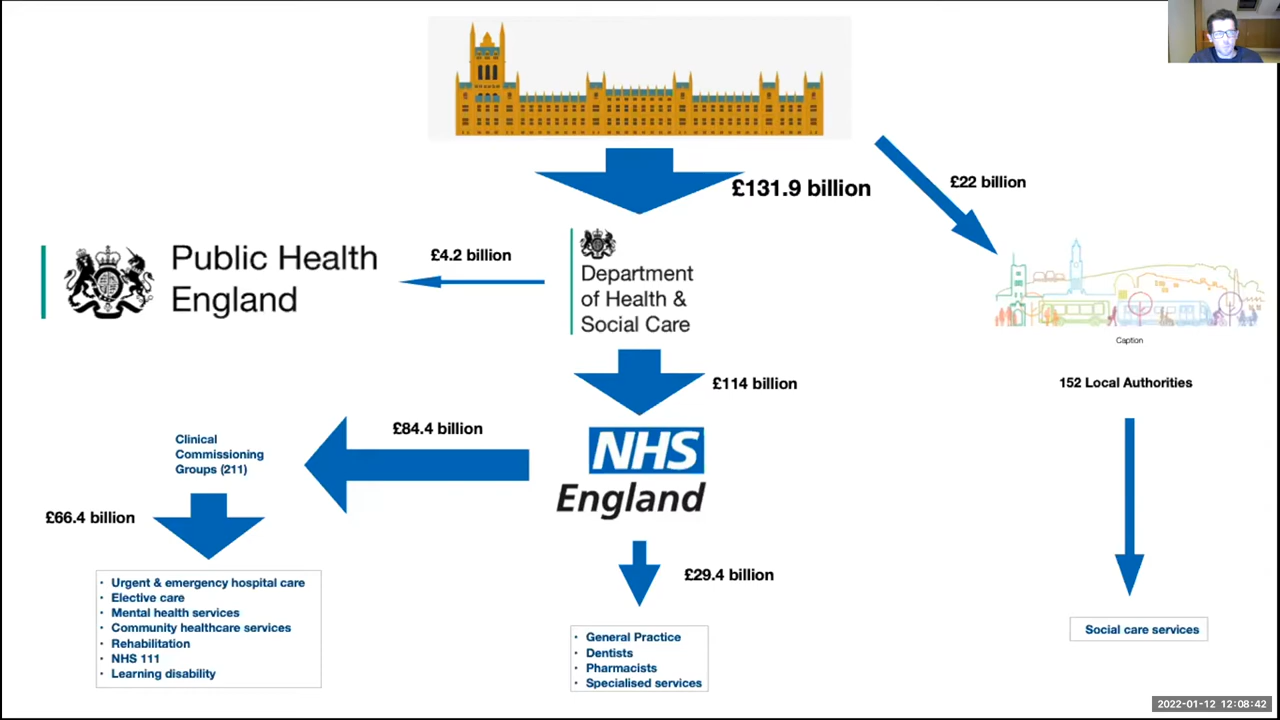 £131.9 billion
£22 billion
Public Health
England
£4.2 billion
Department
of Health &
Social Care
Caption
152 Local Authorities
£114 billion
£84.4 billion
Clinical
Commissioning
Groups (211)
NHS
England
£66.4 billion
• Urgent & emergency hospital care
• Elective care
• Mental health services
• Community healthcare services
• Rehabilitation
• NHS 111
• Learning disability
£29.4 billion
• General Practice
• Dentists
• Pharmacists
• Specialised services
Social care services
2022-01-12 12:08:42